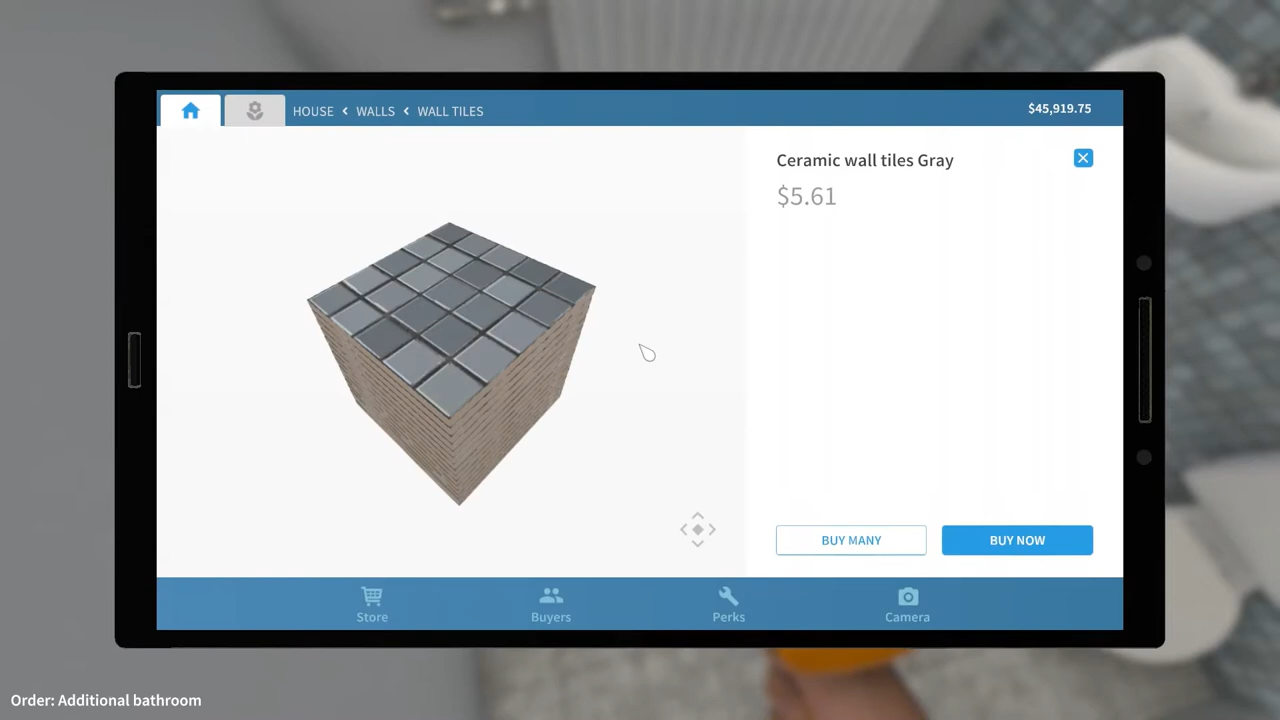 HOUSE < WALLS < WALL TILES
$45,919.75
Ceramic wall tiles Gray
$5.61
BUY MANY
BUY NOW
Store
Buyers
Perks
Camera
Order: Additional bathroom